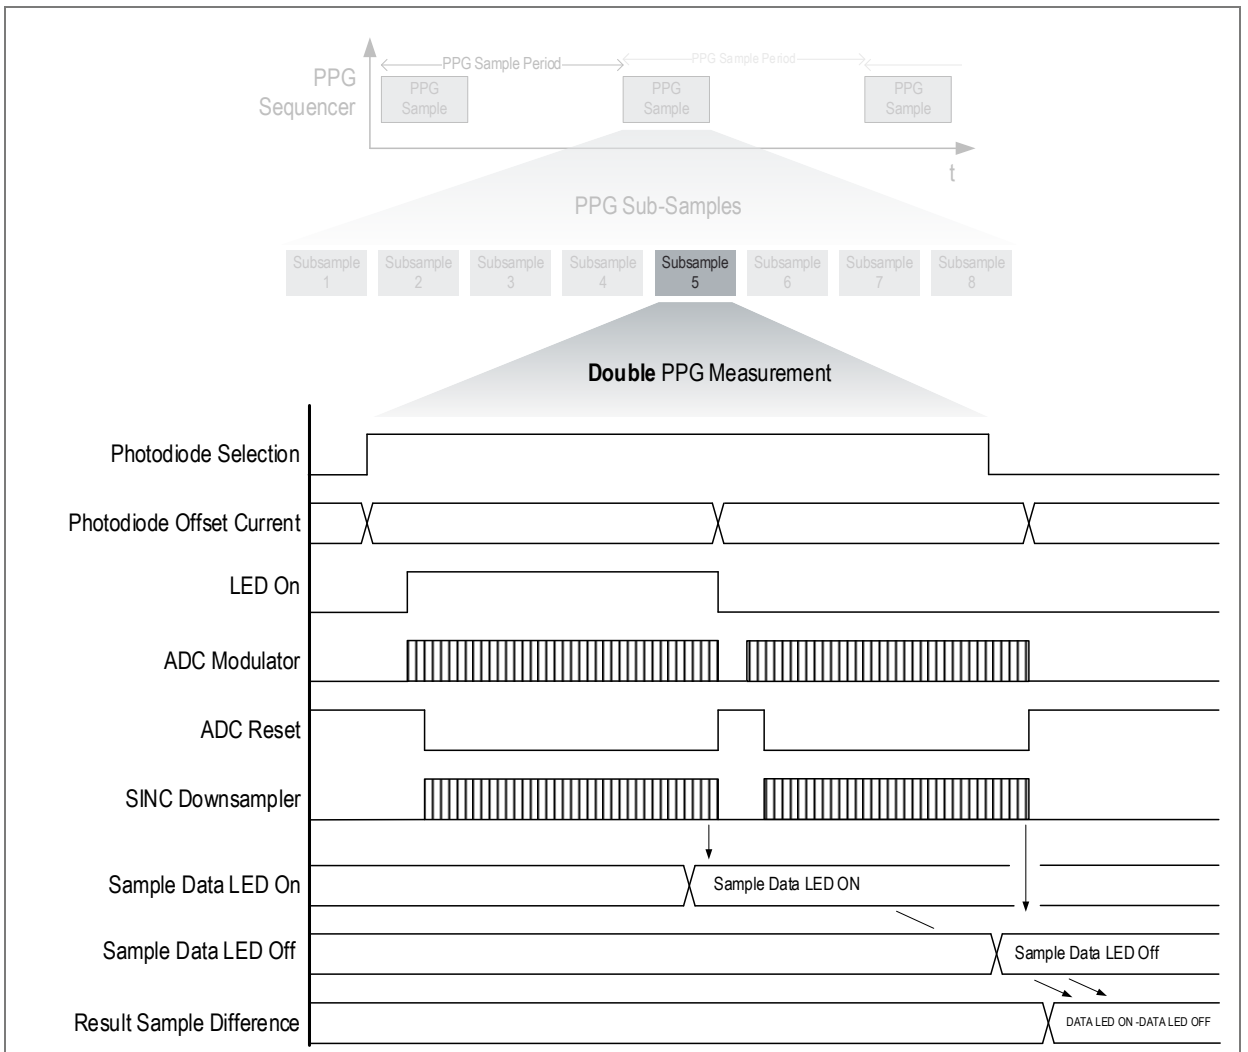 PPG
Sequencer
PPG Sample Period
PPG Sample Period
PPG
Sample
PPG
Sample
PPG
Sample
t
PPG Sub-Samples
Subsample
1
Subsample
2
Subsample
3
Subsample
4
Subsample
5
Subsample
6
Subsample
7
Subsample
8
Double PPG Measurement
Photodiode Selection
Photodiode Offset Current
LED On
ADC Modulator
ADC Reset
SINC Downsampler
Sample Data LED On
Sample Data LED ON
Sample Data LED Off
Sample Data LED Off
Result Sample Difference
DATA LED ON -DATA LED OFF